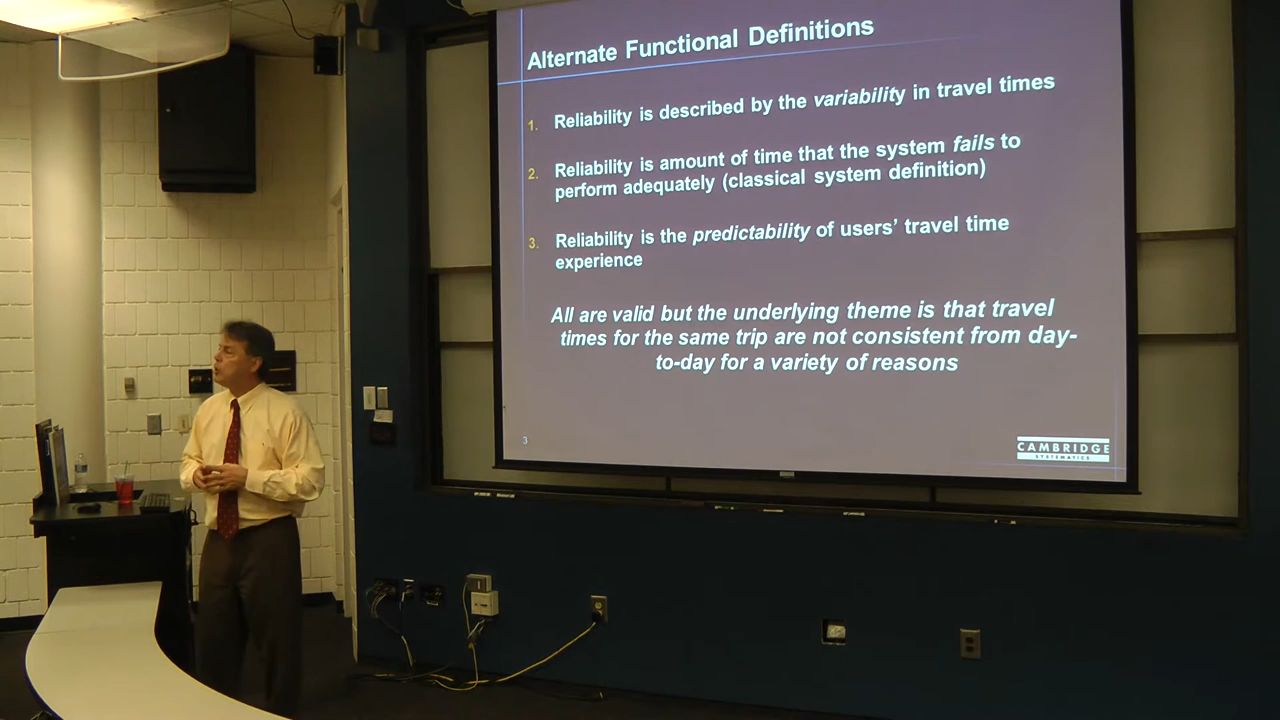 Alternate Functional Definitions
1. Reliability is described by the variability in travel times
2. Reliability is amount of time that the system fails to
perform adequately (classical system definition)
3. Reliability is the predictability of users’ travel time
experience
All are valid but the underlying theme is that travel
times for the same trip are not consistent from day-
to-day for a variety of reasons
3
CAMBRIDGE
SYSTEMATICS